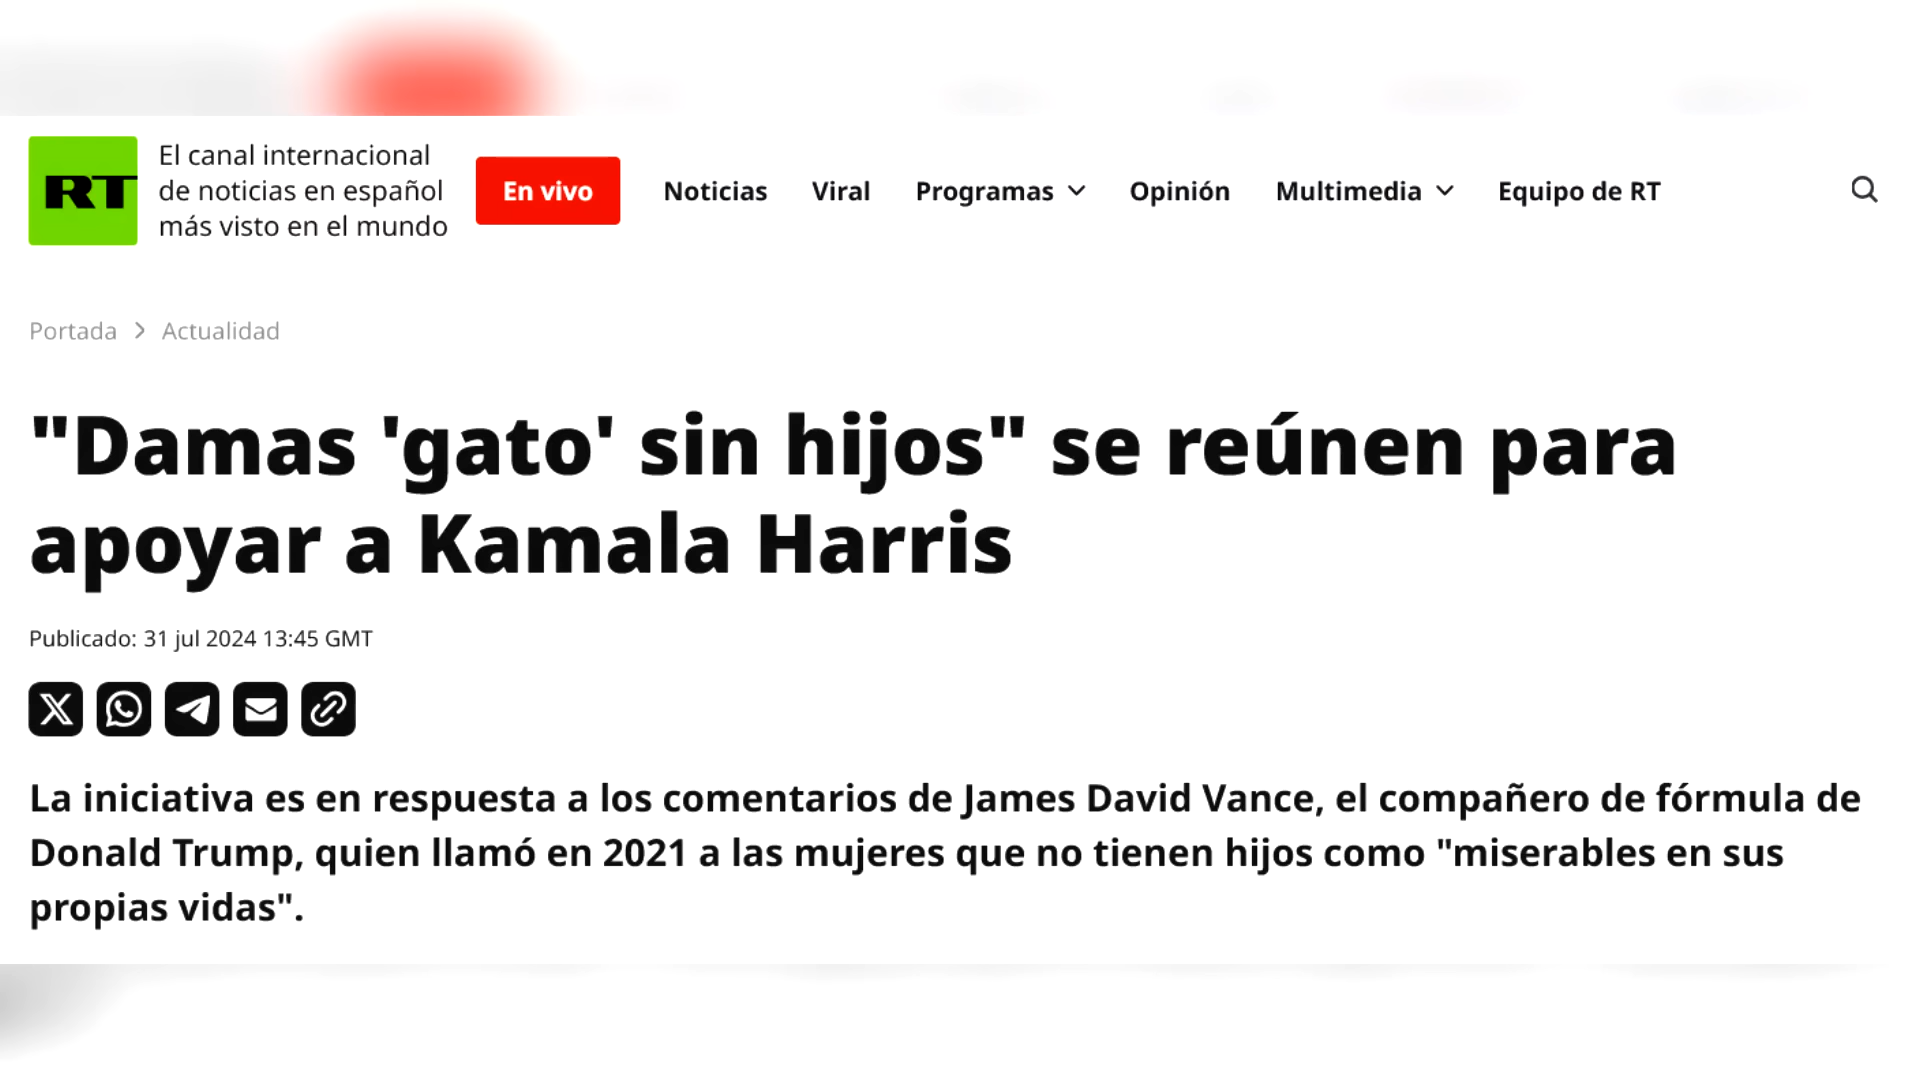 RT
El canal internacional
de noticias en español
más visto en el mundo
En vivo
Noticias
Viral
Programas
Opinión
Multimedia
Equipo de RT
Portada > Actualidad
"Damas 'gato' sin hijos" se reúnen para
apoyar a Kamala Harris
Publicado: 31 jul 2024 13:45 GMT
La iniciativa es en respuesta a los comentarios de James David Vance, el compañero de fórmula de
Donald Trump, quien llamó en 2021 a las mujeres que no tienen hijos como "miserables en sus
propias vidas".